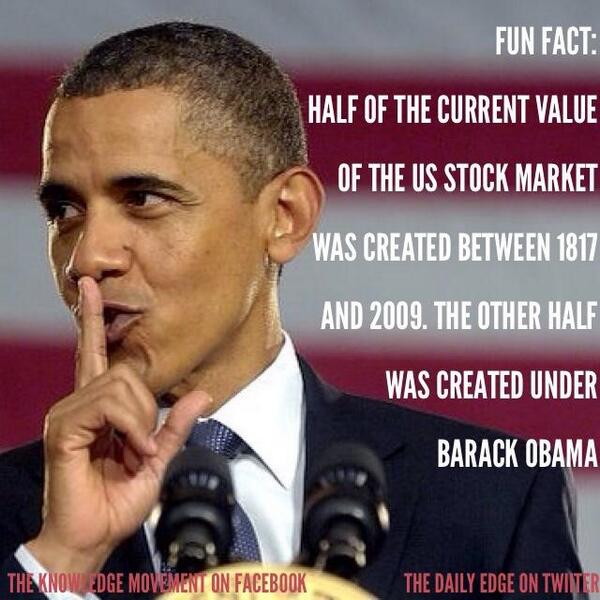 FUN FACT:
HALF OF THE CURRENT VALUE
OF THE US STOCK MARKET
WAS CREATED BETWEEN 1817
AND 2009. THE OTHER HALF
WAS CREATED UNDER
BARACK OBAMA
THE KNOWLEDGE MOVEMENT ON FACEBOOK
THE DAILY EDGE ON TWIITER